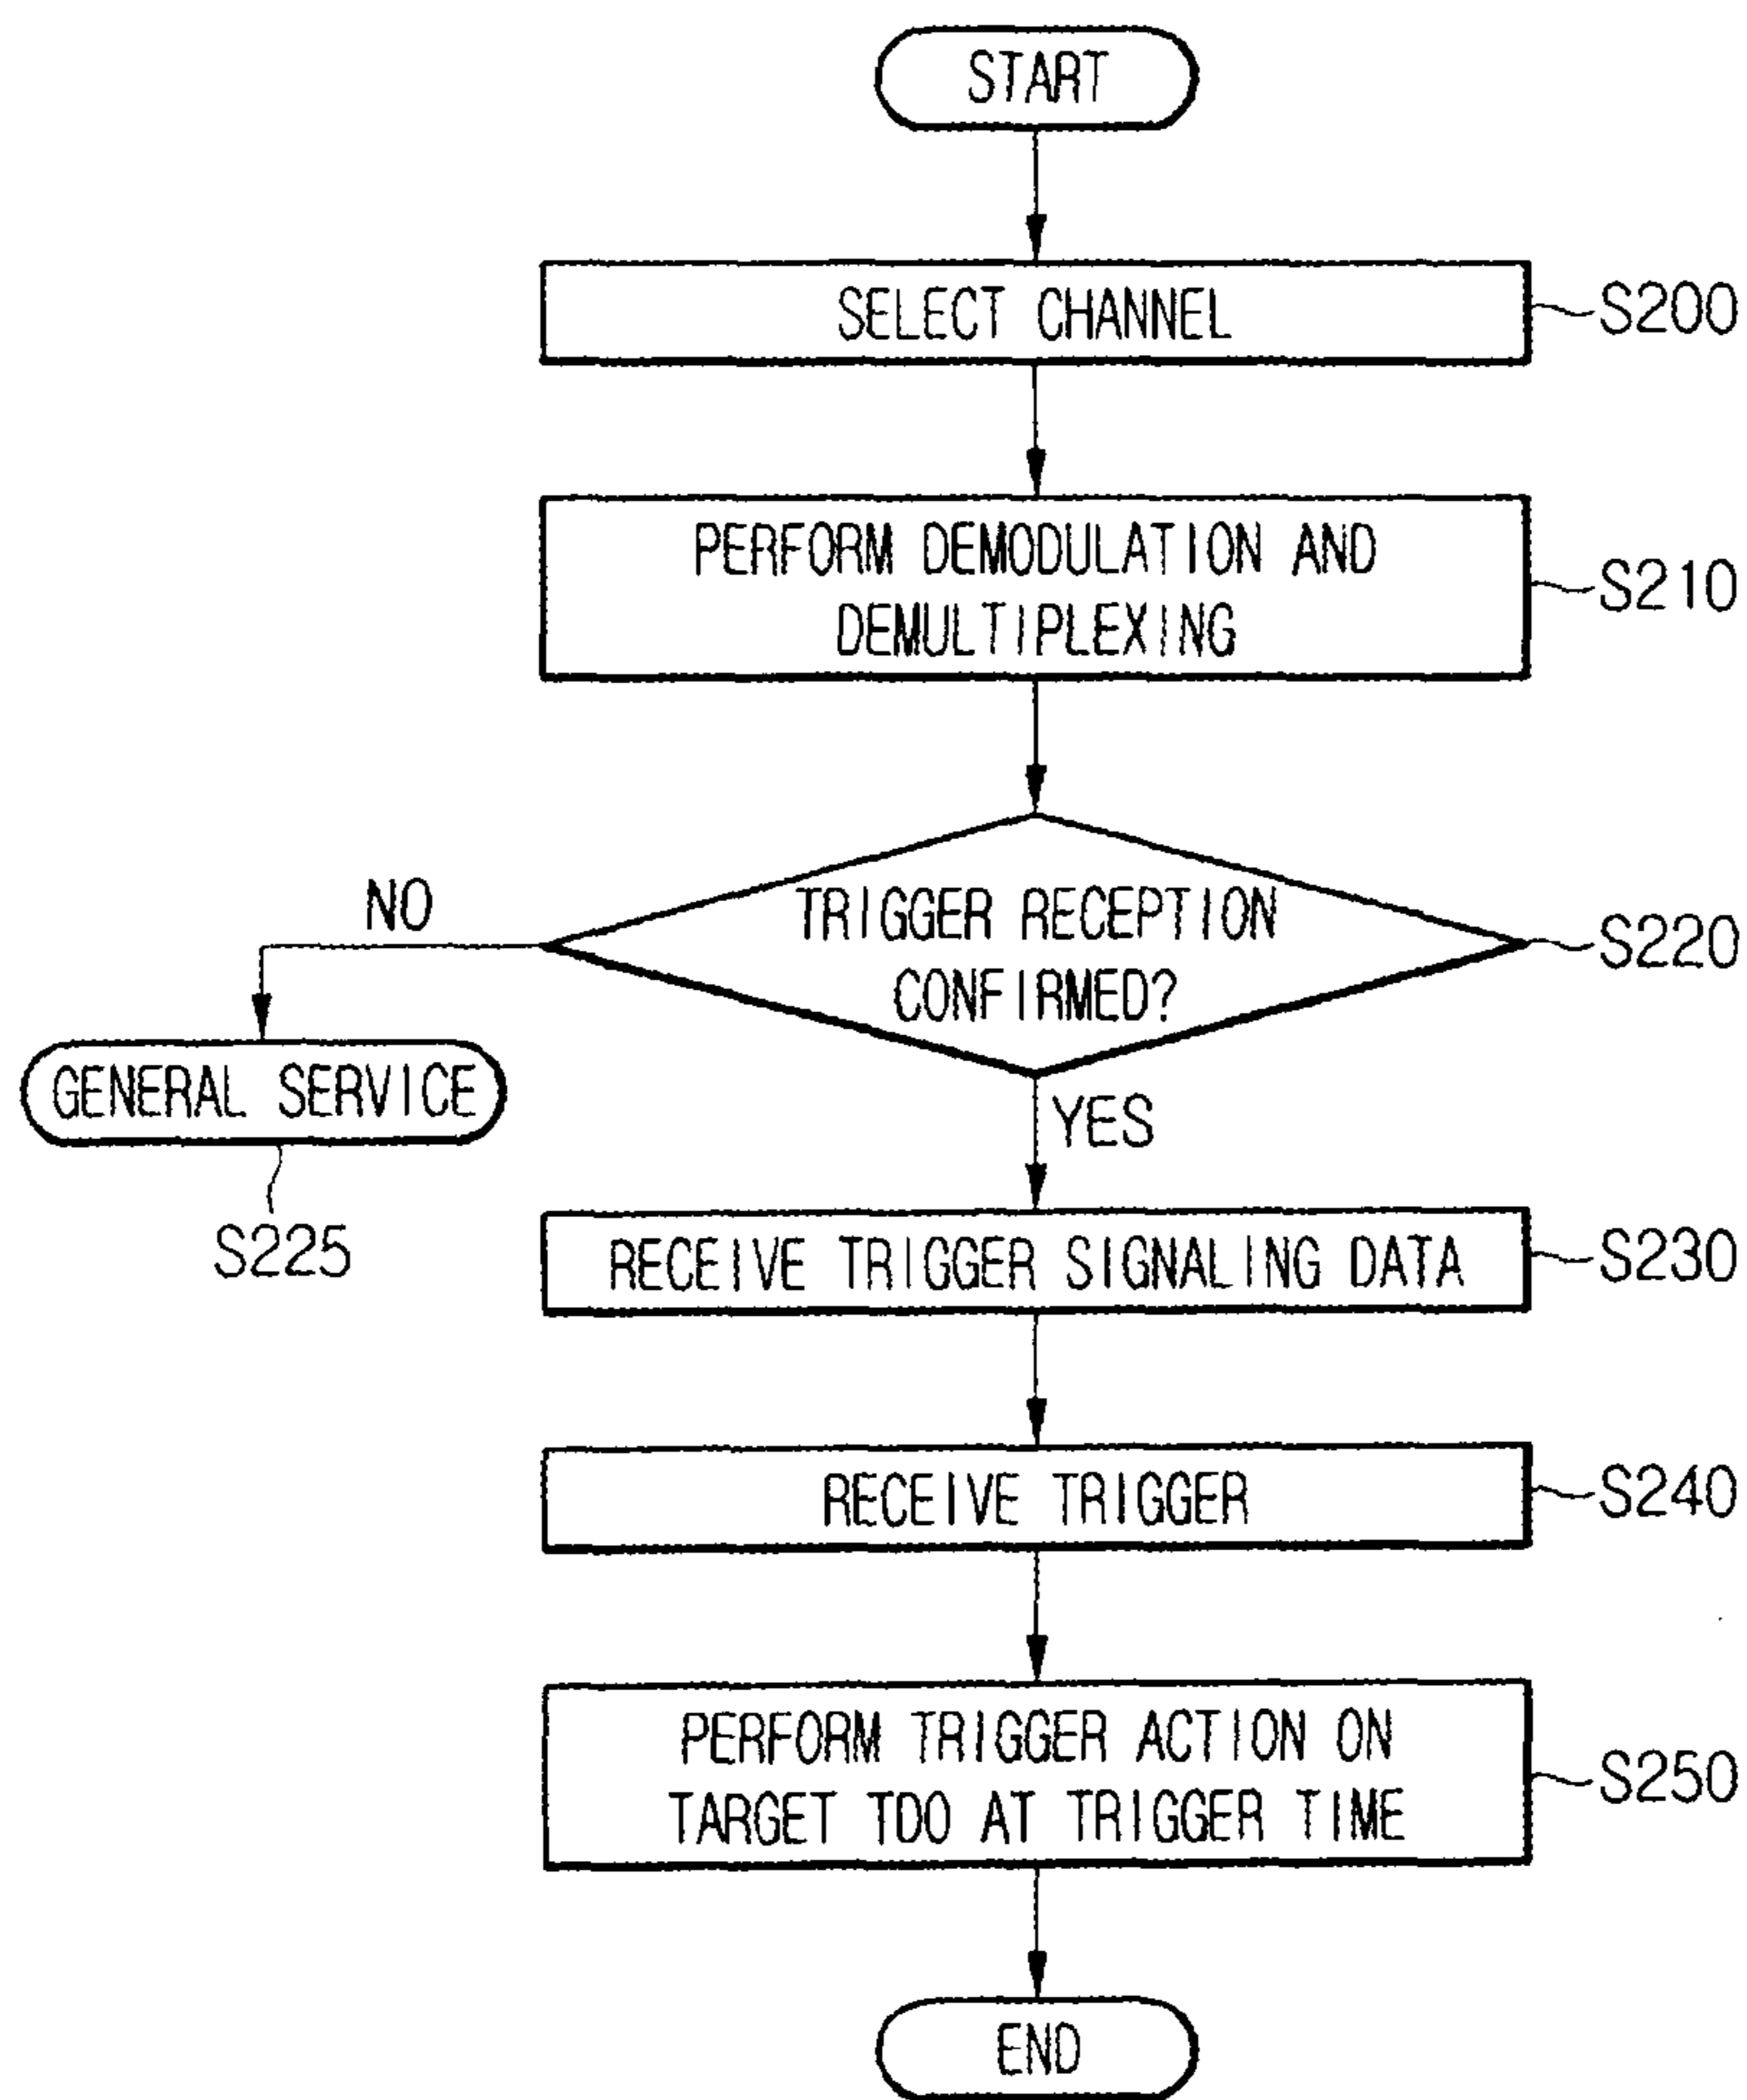 START
SELECT CHANNEL
S200
PERFORM DEMODULATION AND
DEMULTIPLEXING
S210
TRIGGER RECEPTION
CONFIRMED?
S220
NO
GENERAL SERVICE
S225
YES
RECEIVE TRIGGER SIGNALING DATA
S230
RECEIVE TRIGGER
S240
PERFORM TRIGGER ACTION ON
TARGET TDO AT TRIGGER TIME
S250
END